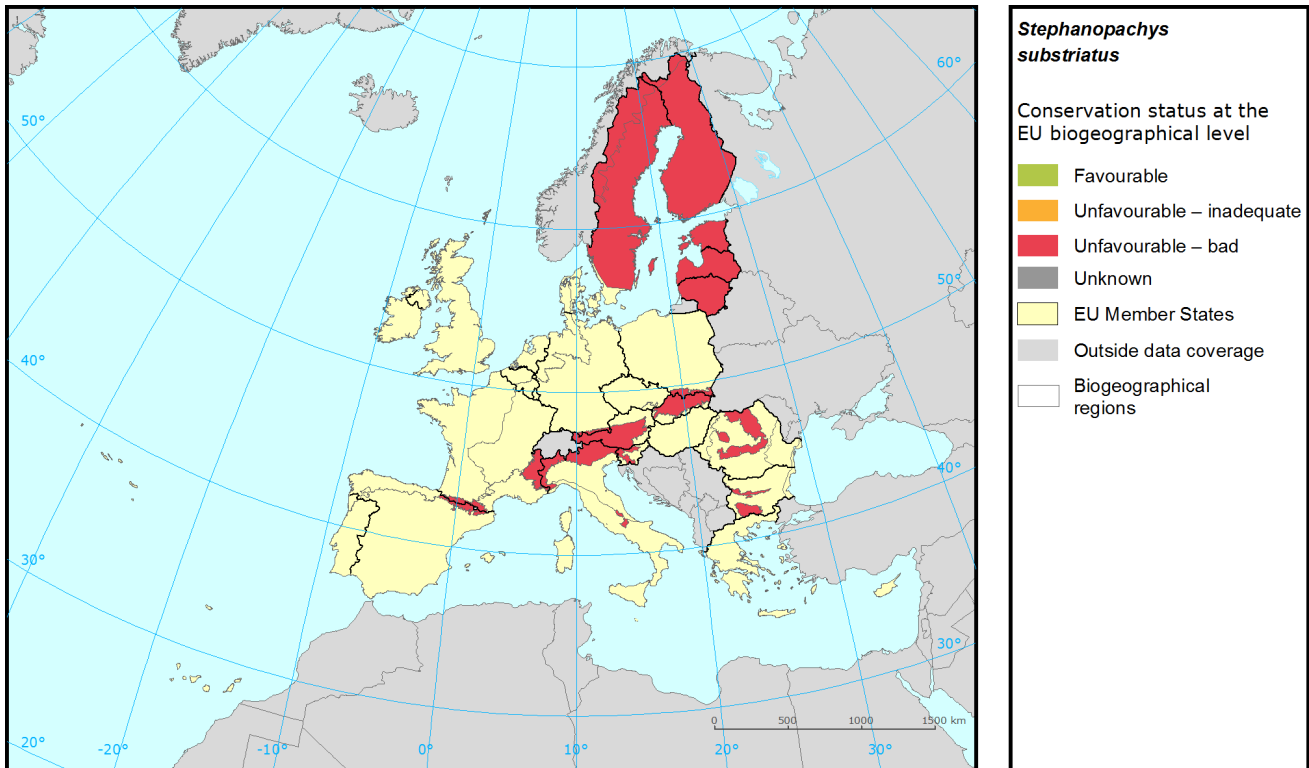 Stephanopachys
substriatus
Conservation status at the
EU biogeographical level
Favourable
Unfavourable – inadequate
Unfavourable – bad
Unknown
EU Member States
Outside data coverage
Biogeographical
regions
60°
50°
50°
40°
40°
30°
30°
0 500 1000 1500 km
20° -20° -10° 0° 10° 20° 30°